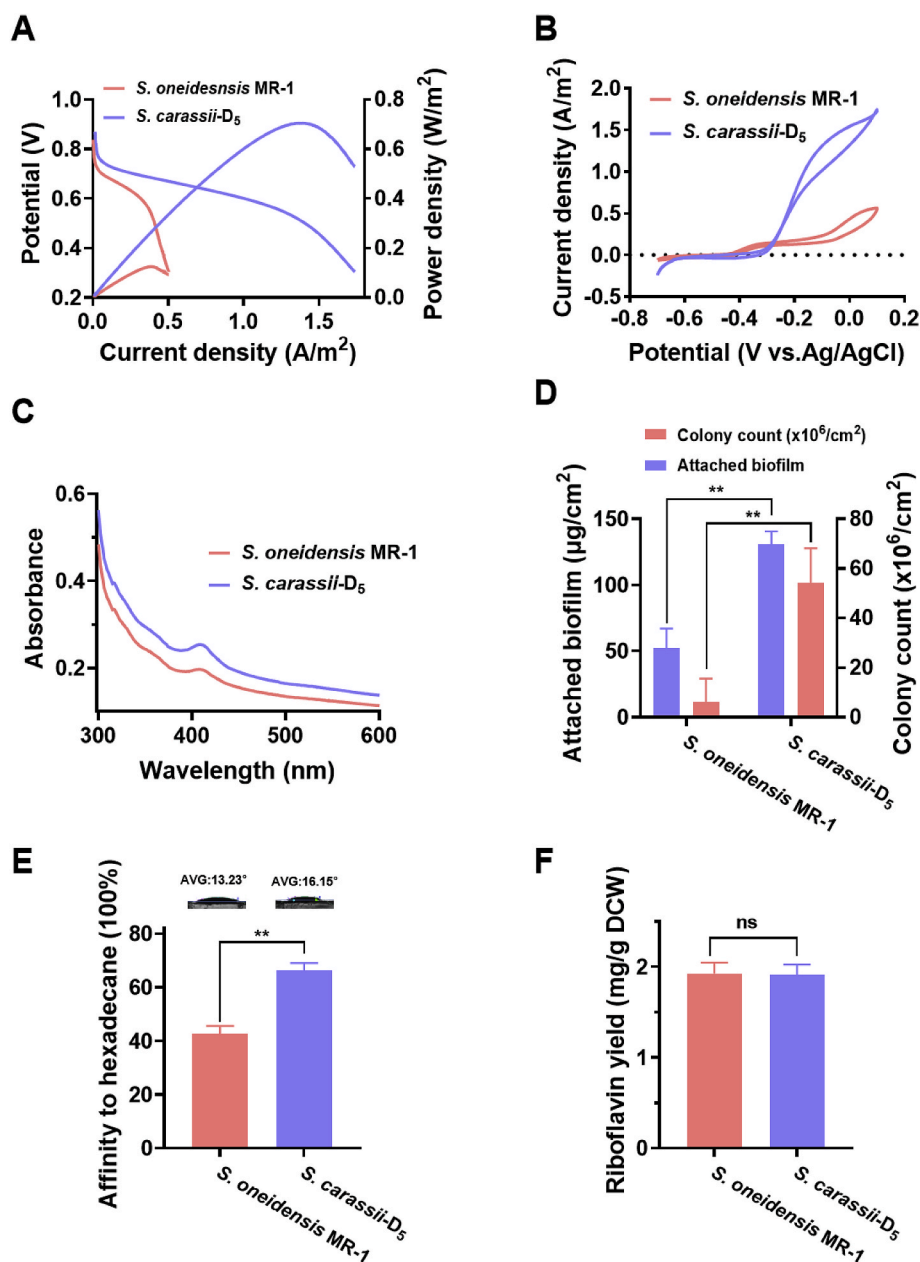 A
S. oneidesnsis MR-1
S. carassii-D5
Potential (V)
1.0
0.8
0.6
0.4
0.2
0.0
0.5
1.0
1.5
Current density (A/m2)
0.8
0.6
0.4
0.2
0.0
Power density (W/m2)
B
S. oneidensis MR-1
S. carassii-D5
Current density (A/m2)
2.0
1.5
1.0
0.5
0.0
-0.5
-0.8
-0.6
-0.4
-0.2
0.0
0.2
Potential (V vs.Ag/AgCl)
C
S. oneidensis MR-1
S. carassii-D5
Absorbance
0.6
0.4
0.2
300
400
500
600
Wavelength (nm)
D
Colony count (x106/cm2)
Attached biofilm
**
**
Attached biofilm (µg/cm2)
150
100
50
0
80
60
40
20
0
Colony count (x106/cm2)
S. oneidensis MR-1
S. carassii-D5
E
AVG:13.23°
AVG:16.15°
**
Affinity to hexadecane (100%)
80
60
40
20
0
S. oneidensis MR-1
S. carassii-D5
F
ns
Riboflavin yield (mg/g DCW)
3
2
1
0
S. oneidensis MR-1
S. carassii-D5